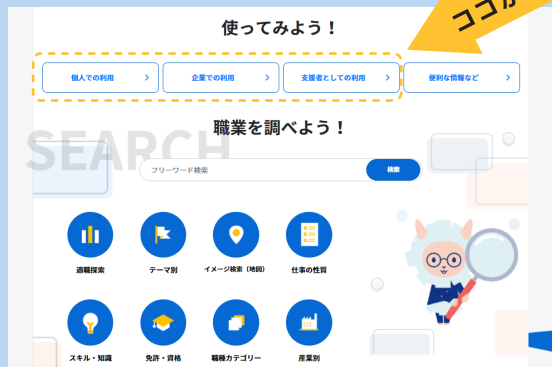 ココが
使ってみよう！
個人での利用
企業での利用
支援者としての利用
便利な情報など
職業を調べよう！
SEARCH
フリーワード検索
検索
適職探索
テーマ別
イメージ検索（地図）
仕事の性質
スキル・知識
免許・資格
職種カテゴリー
産業別